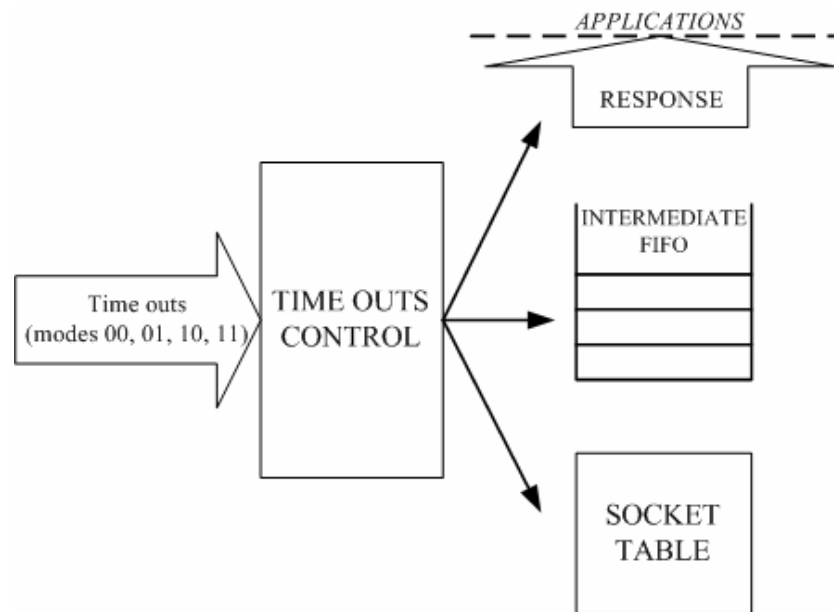 APPLICATIONS
RESPONSE
INTERMEDIATE
FIFO
Time outs
(modes 00, 01, 10, 11)
TIME OUTS
CONTROL
SOCKET
TABLE